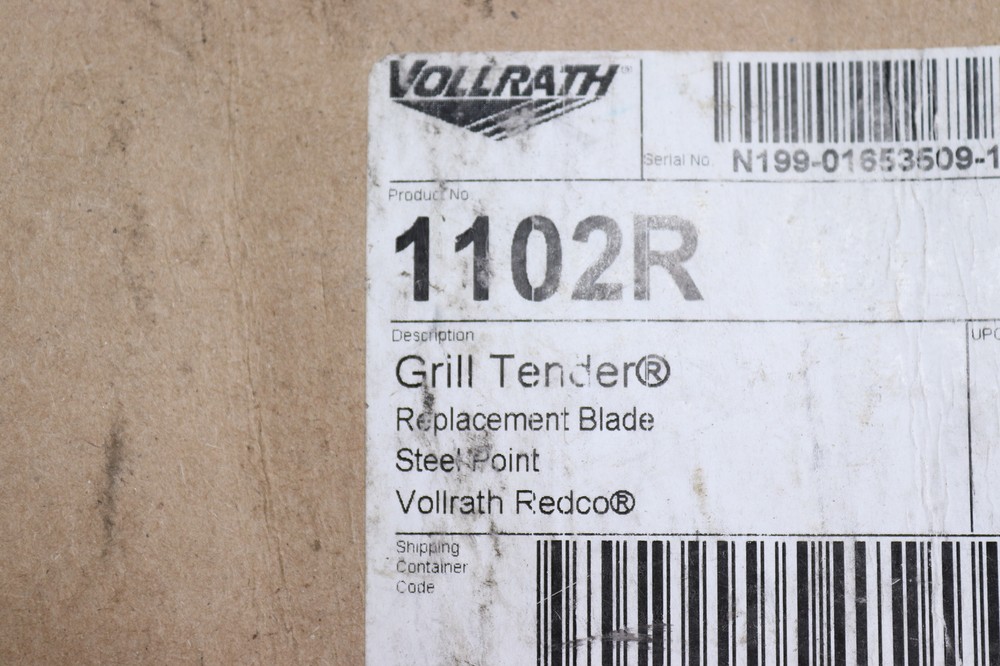 VOLLRATH®
Serial No. N199-01653509-1
Product No.
1102R
Description
UPC
Grill Tender®
Replacement Blade
Steel Point
Vollrath Redco®
Shipping
Container
Code